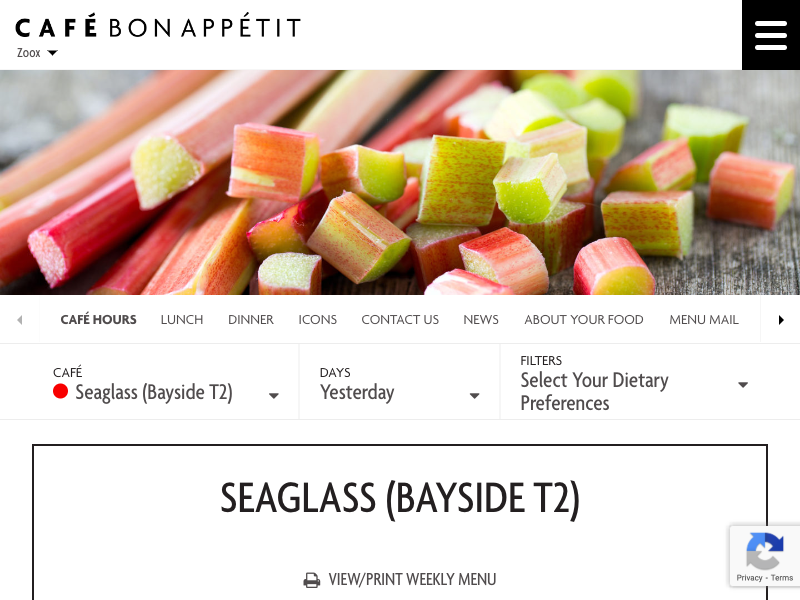 CAFÉ BON APPÉTIT
Zoox
CAFÉ HOURS LUNCH DINNER ICONS CONTACT US NEWS ABOUT YOUR FOOD MENU MAIL
CAFÉ
Seaglass (Bayside T2)
DAYS
Yesterday
FILTERS
Select Your Dietary
Preferences
SEAGLASS (BAYSIDE T2)
VIEW/PRINT WEEKLY MENU
Privacy - Terms